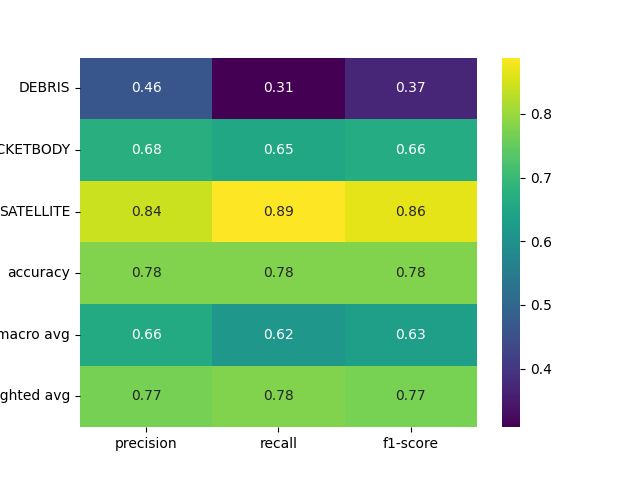 DEBRIS 0.46 0.31 0.37
CKETBODY 0.68 0.65 0.66
SATELLITE 0.84 0.89 0.86
accuracy 0.78 0.78 0.78
macro avg 0.66 0.62 0.63
ghted avg 0.77 0.78 0.77
precision recall f1-score
0.8
0.7
0.6
0.5
0.4